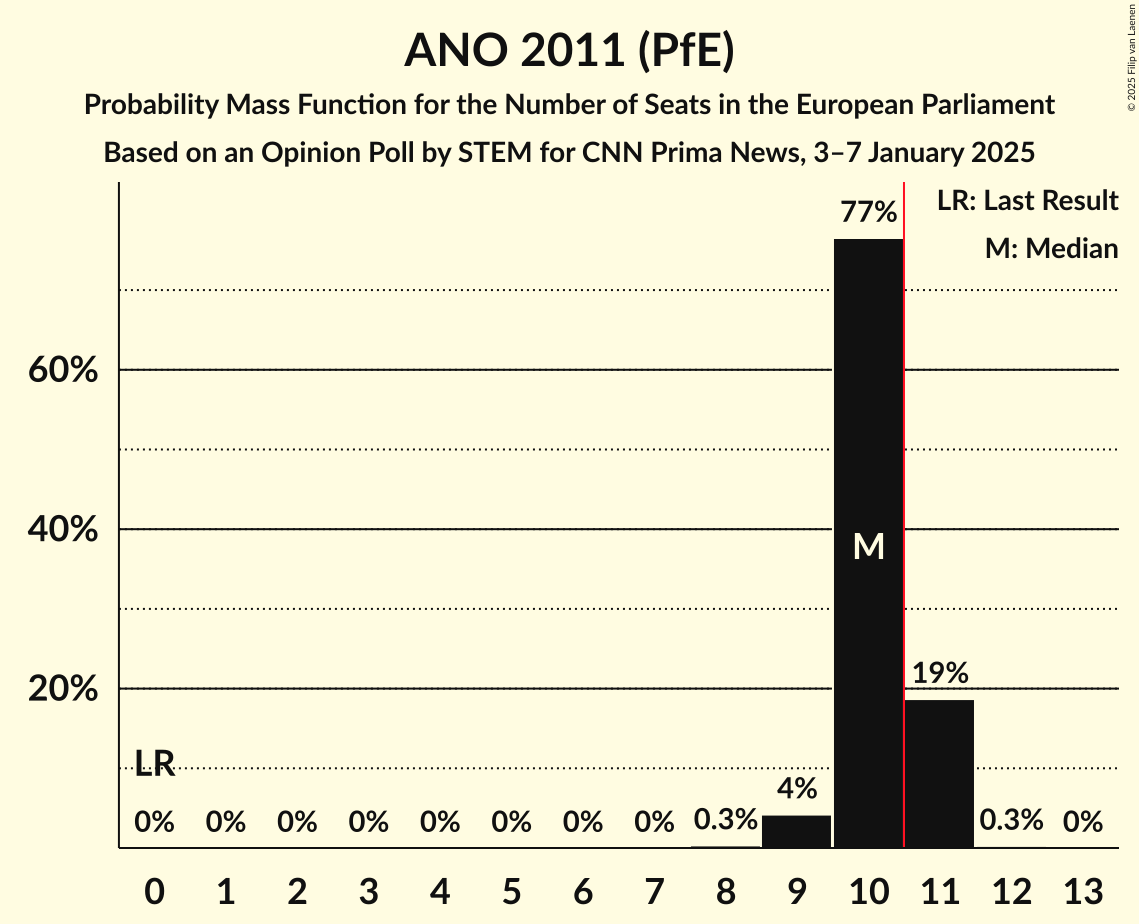 ANO 2011 (PfE)
Probability Mass Function for the Number of Seats in the European Parliament
Based on an Opinion Poll by STEM for CNN Prima News, 3–7 January 2025
© 2025 Filip van Laenen
LR: Last Result
M: Median
77%
60%
40%
M
20%
19%
LR
4%
0% 0% 0% 0% 0% 0% 0% 0% 0.3% 0.3% 0%
0 1 2 3 4 5 6 7 8 9 10 11 12 13